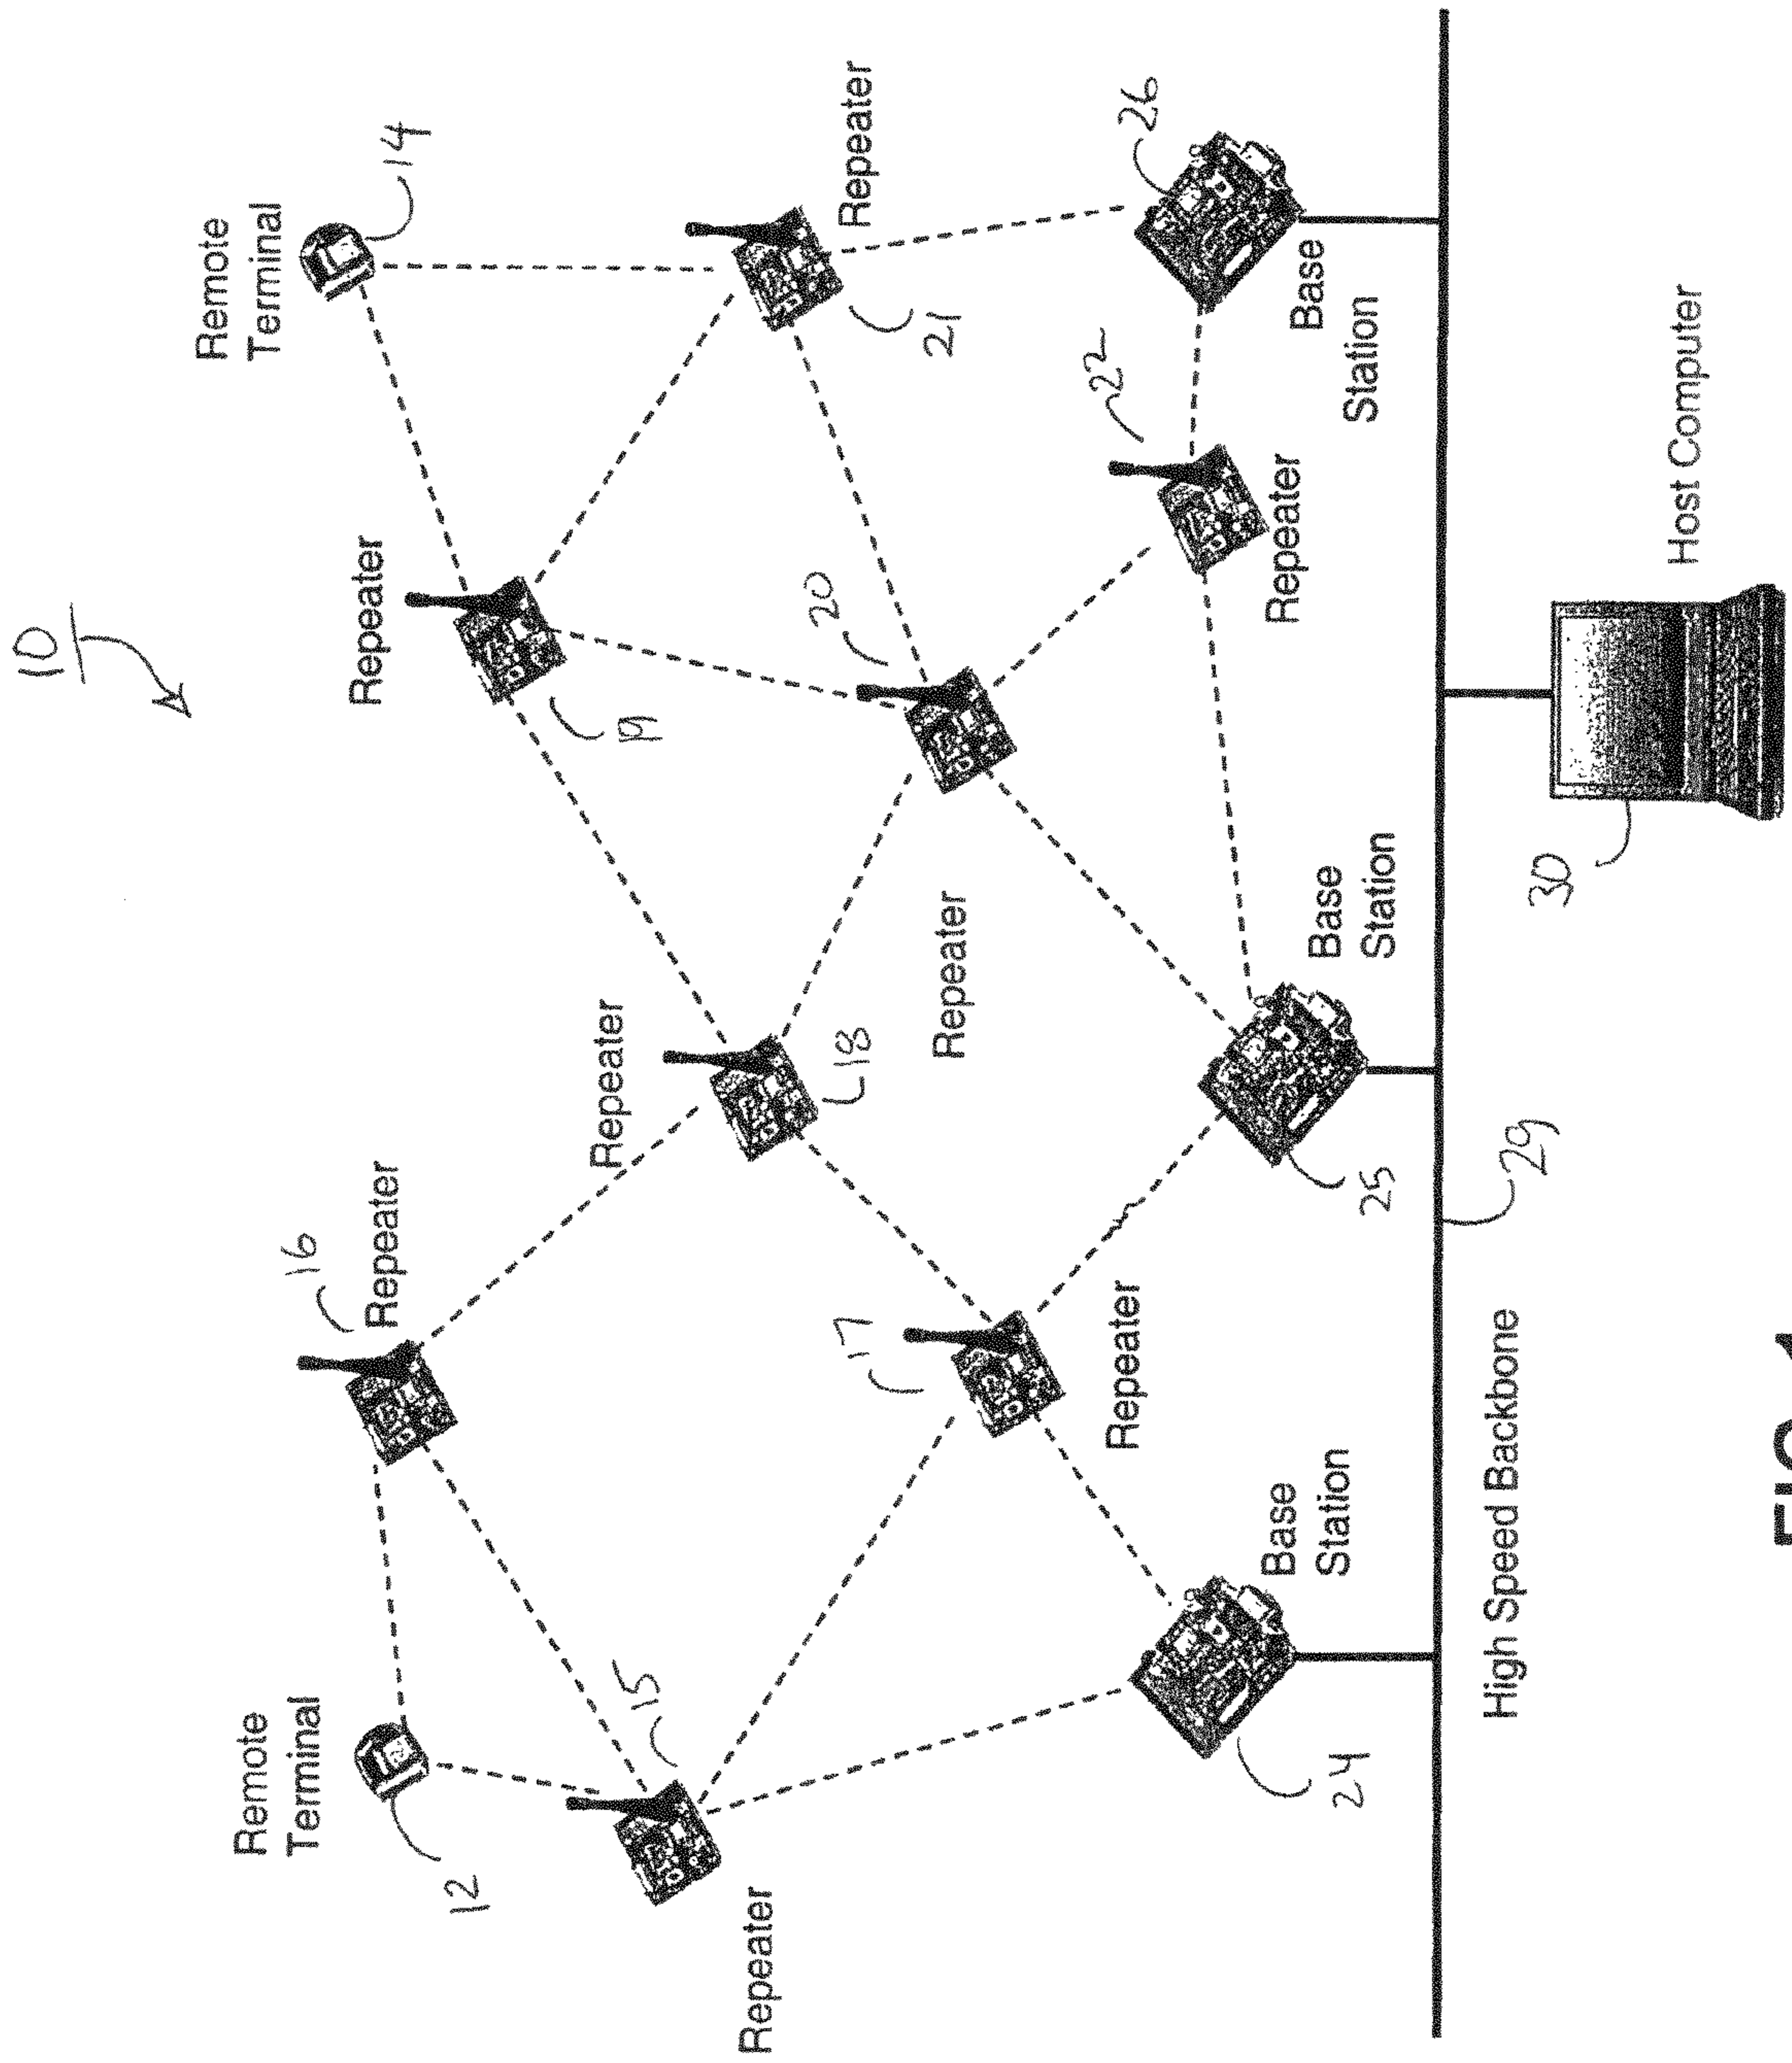 10
Remote
Terminal
12
Remote
Terminal
14
Repeater
15
16
Repeater
Repeater
17
Repeater
18
Repeater
19
20
Repeater
Repeater
21
22
Repeater
24
Base
Station
25
Base
Station
26
Base
Station
29
High Speed Backbone
30
Host Computer